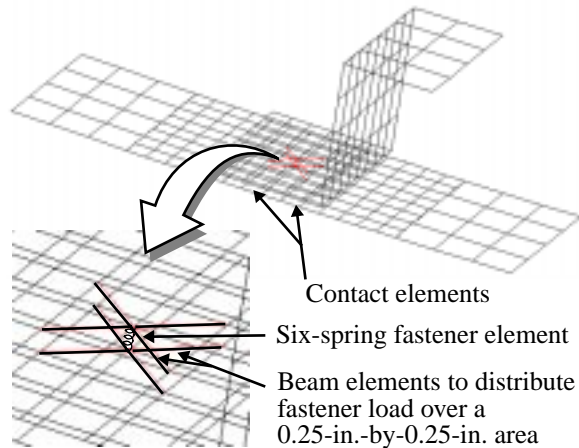 Contact elements
Six-spring fastener element
Beam elements to distribute
fastener load over a
0.25-in.-by-0.25-in. area